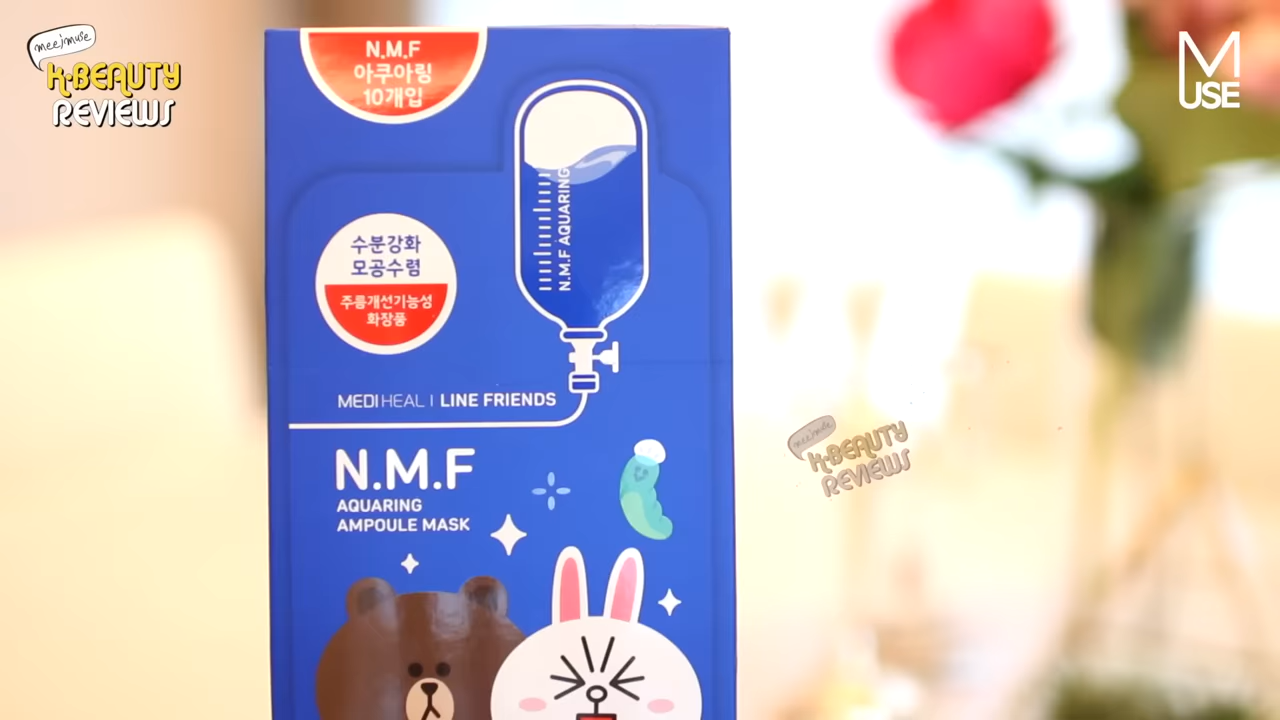 meejmuse
K·BEAUTY
REVIEWS
M
USE
N.M.F
아쿠아링
10개입
N.M.F AQUARING
수분강화
모공수렴
주름개선기능성
화장품
MEDIHEAL | LINE FRIENDS
N.M.F
AQUARING
AMPOULE MASK
meejmuse
K·BEAUTY
REVIEWS